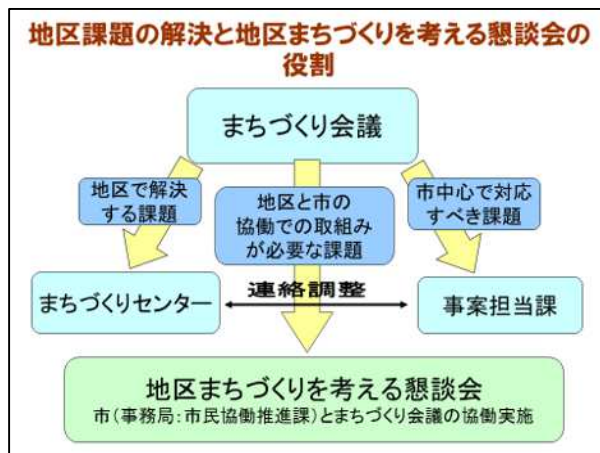 地区課題の解決と地区まちづくりを考える懇談会の
役割
まちづくり会議
地区で解決
する課題
地区と市の
協働での取組み
が必要な課題
市中心で対応
すべき課題
まちづくりセンター
連絡調整
事案担当課
地区まちづくりを考える懇談会
市(事務局:市民協働推進課)とまちづくり会議の協働実施